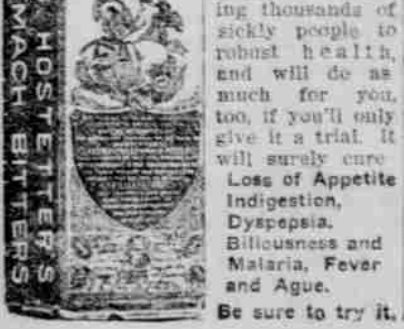 HOSTETTER'S
MACH BITTERS
ing thousands of
sickly people to
robust health,
and will do as
much for you,
too, if you'll only
give it a trial. It
will surely cure
Loss of Appetite
Indigestion,
Dyspepsia.
Biliousness and
Malaria, Fever
and Ague.
Be sure to try it.